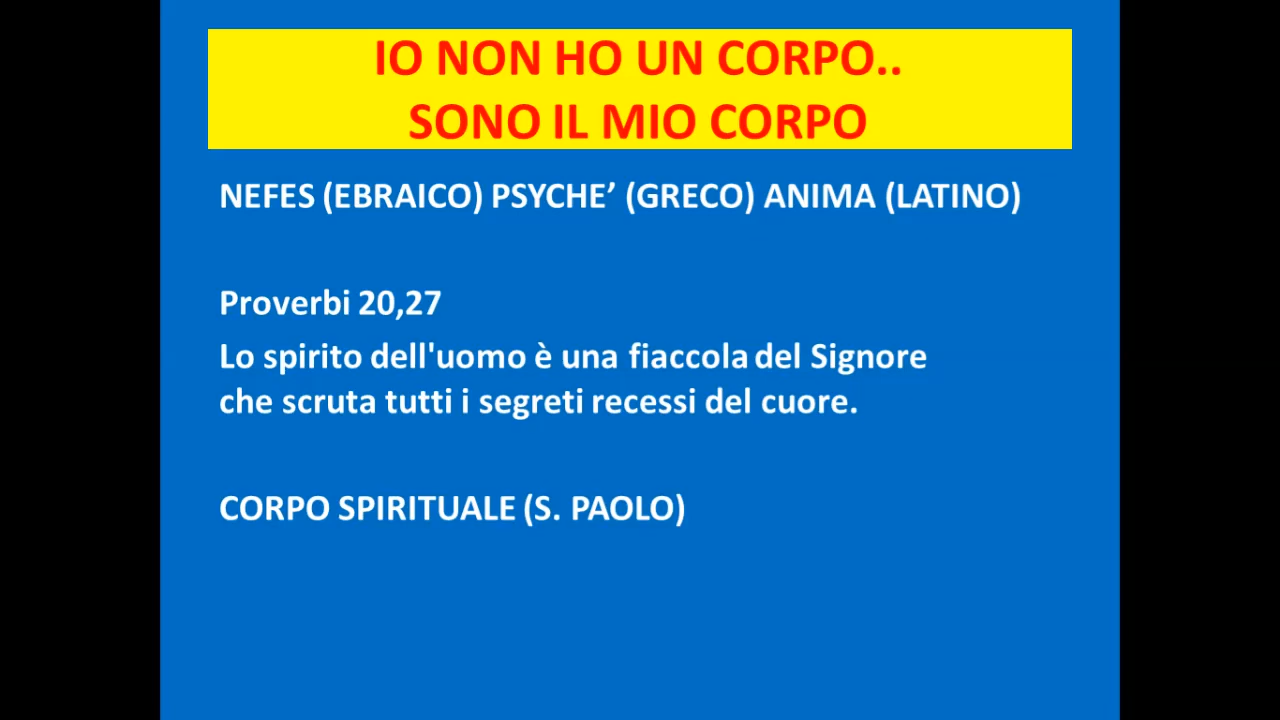 IO NON HO UN CORPO..
SONO IL MIO CORPO
NEFES (EBRAICO) PSYCHE’ (GRECO) ANIMA (LATINO)
Proverbi 20,27
Lo spirito dell'uomo è una fiaccola del Signore
che scruta tutti i segreti recessi del cuore.
CORPO SPIRITUALE (S. PAOLO)